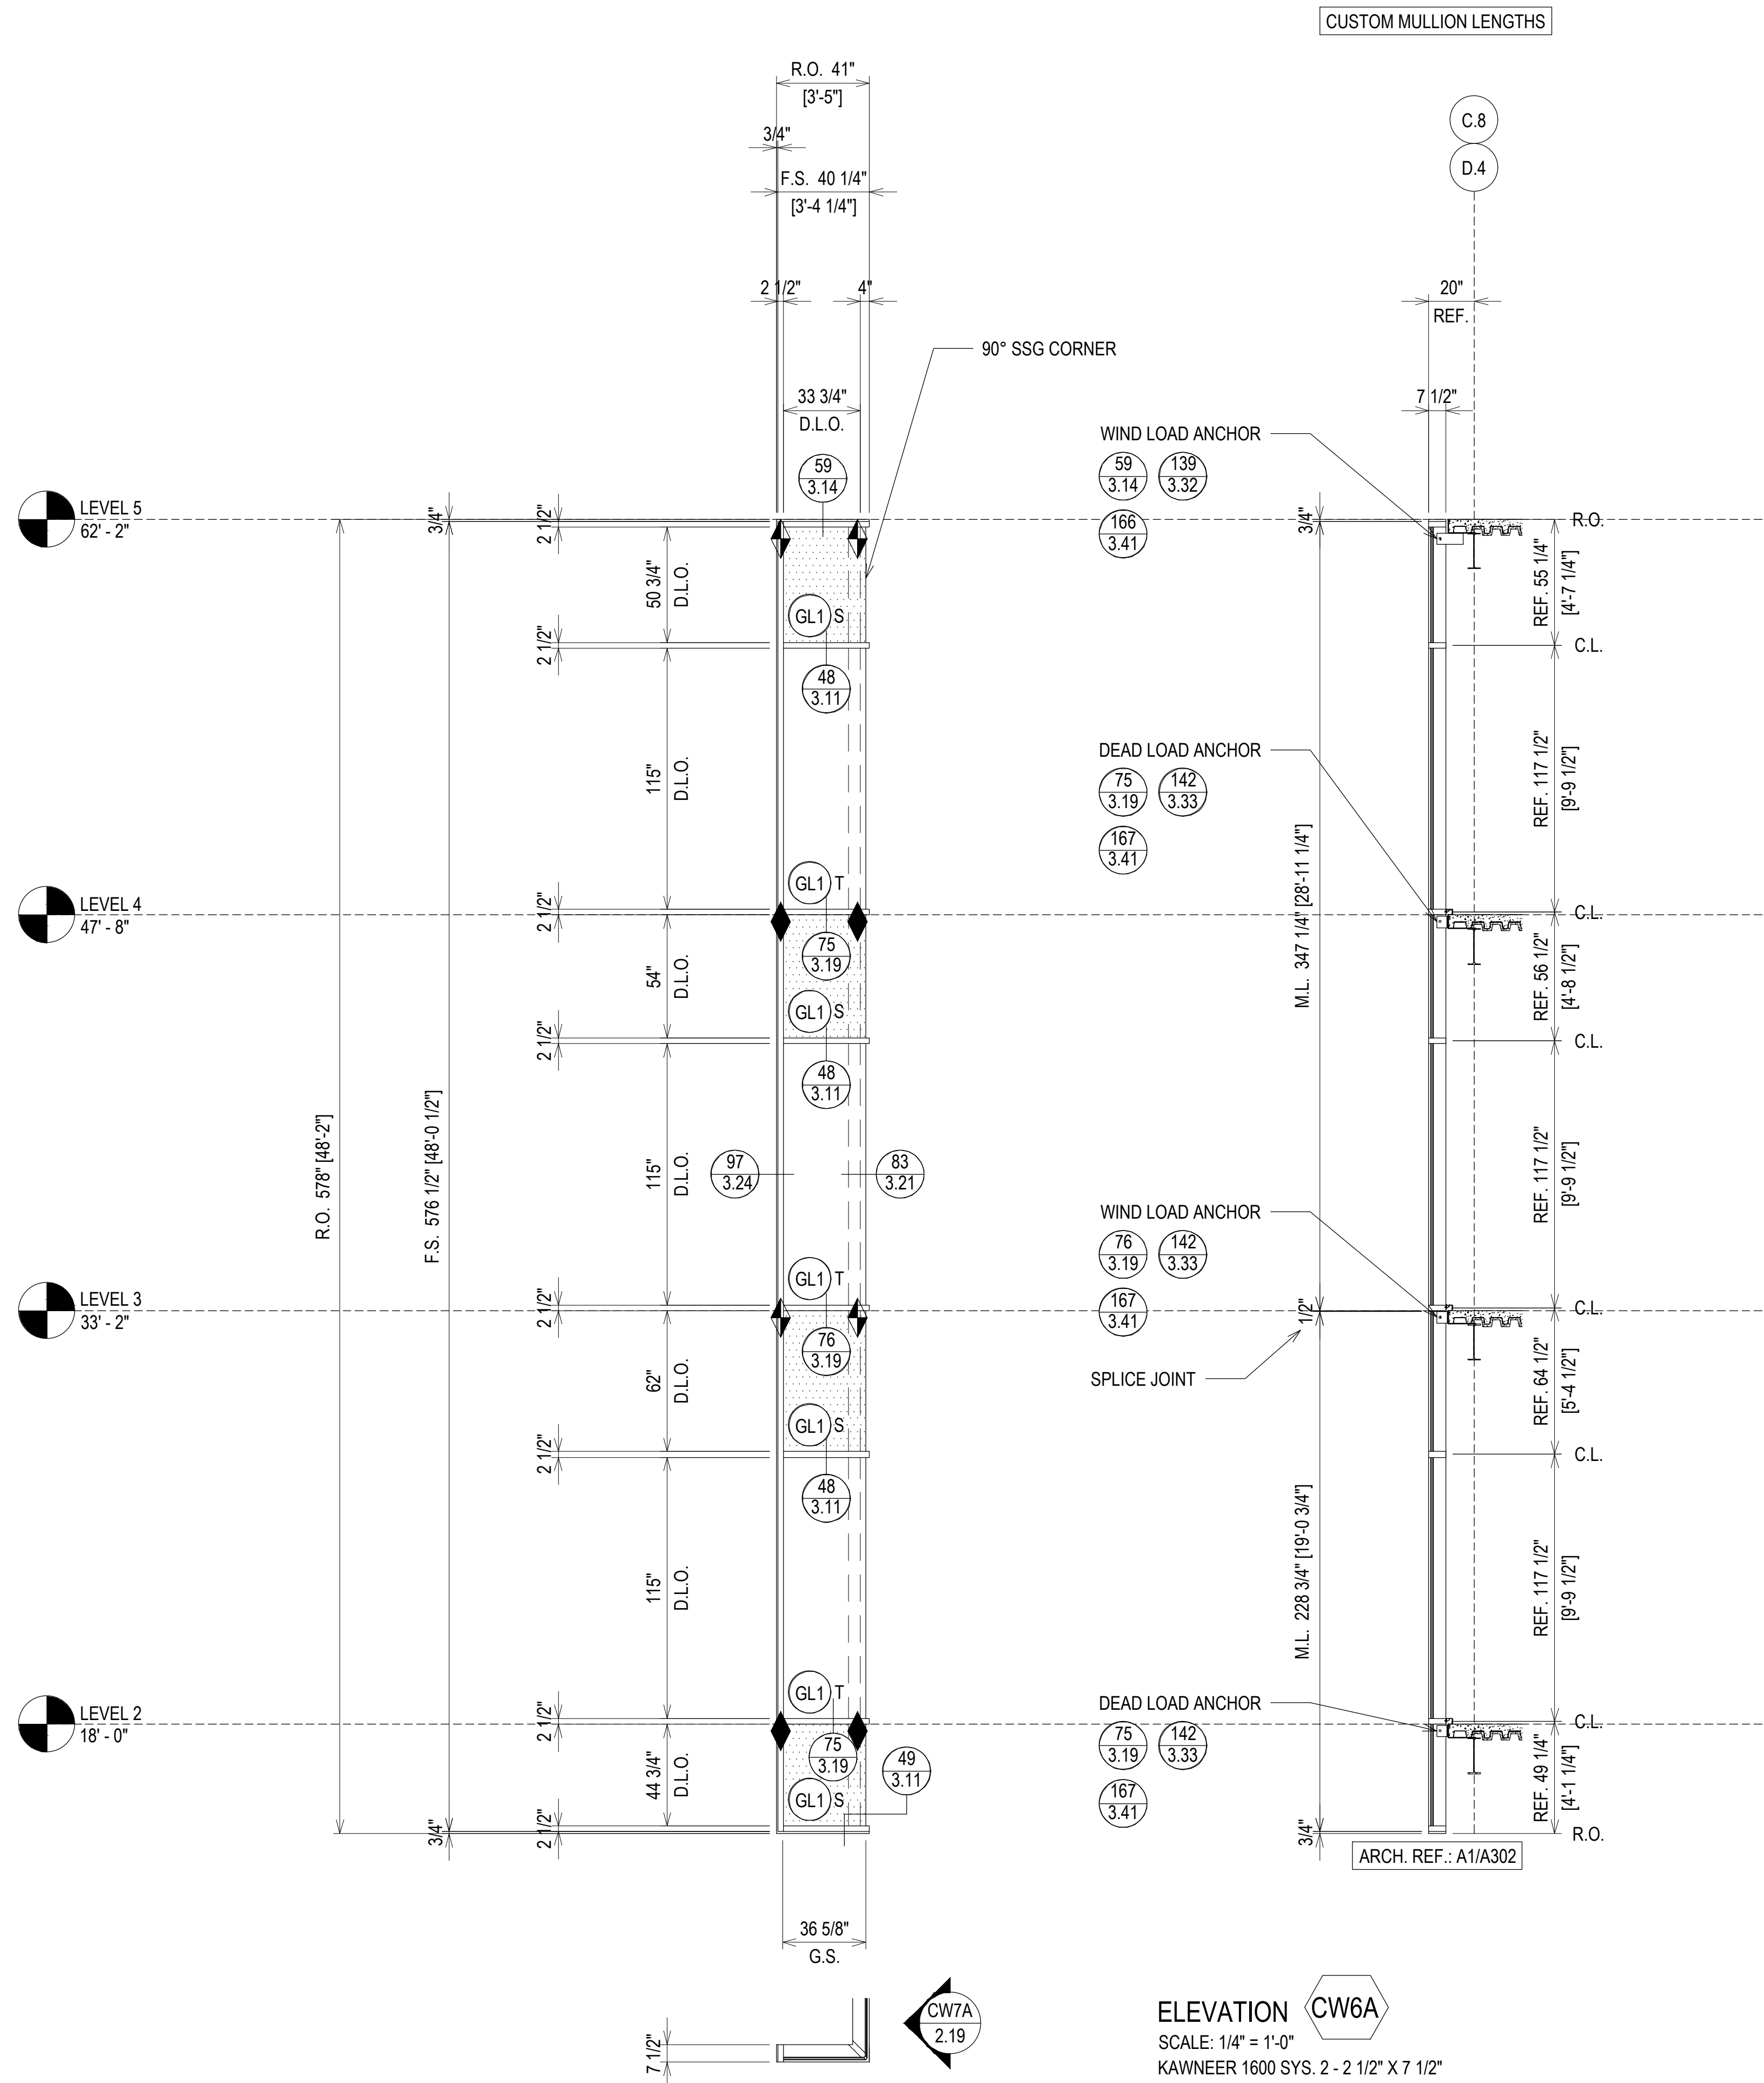 CUSTOM MULLION LENGTHS
R.O. 41"
[3'-5"]
3/4"
F.S. 40 1/4"
[3'-4 1/4"]
2 1/2"
4"
90° SSG CORNER
33 3/4"
D.L.O.
59
3.14
C.8
D.4
20"
REF.
7 1/2"
LEVEL 5
62' - 2"
LEVEL 4
47' - 8"
LEVEL 3
33' - 2"
LEVEL 2
18' - 0"
R.O. 578" [48'-2"]
3/4"
F.S. 576 1/2" [48'-0 1/2"]
3/4"
2 1/2"
2 1/2"
2 1/2"
2 1/2"
2 1/2"
2 1/2"
2 1/2"
2 1/2"
50 3/4"
D.L.O.
115"
D.L.O.
54"
D.L.O.
115"
D.L.O.
62"
D.L.O.
115"
D.L.O.
44 3/4"
D.L.O.
GL1 S
48
3.11
GL1 T
75
3.19
GL1 S
48
3.11
97
3.24
83
3.21
GL1 T
76
3.19
GL1 S
48
3.11
GL1 T
75
3.19
49
3.11
GL1 S
WIND LOAD ANCHOR
59
3.14
139
3.32
166
3.41
DEAD LOAD ANCHOR
75
3.19
142
3.33
167
3.41
WIND LOAD ANCHOR
76
3.19
142
3.33
167
3.41
SPLICE JOINT
DEAD LOAD ANCHOR
75
3.19
142
3.33
167
3.41
3/4"
M.L. 347 1/4" [28'-11 1/4"]
1/2"
M.L. 228 3/4" [19'-0 3/4"]
3/4"
R.O.
REF. 55 1/4"
[4'-7 1/4"]
C.L.
REF. 117 1/2"
[9'-9 1/2"]
C.L.
REF. 56 1/2"
[4'-8 1/2"]
C.L.
REF. 117 1/2"
[9'-9 1/2"]
C.L.
REF. 64 1/2"
[5'-4 1/2"]
C.L.
REF. 117 1/2"
[9'-9 1/2"]
C.L.
REF. 49 1/4"
[4'-1 1/4"]
R.O.
ARCH. REF.: A1/A302
36 5/8"
G.S.
7 1/2"
CW7A
2.19
ELEVATION CW6A
SCALE: 1/4" = 1'-0"
KAWNEER 1600 SYS. 2 - 2 1/2" X 7 1/2"